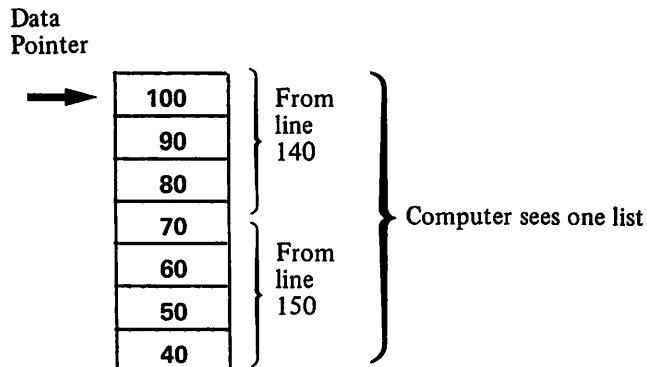 Data
Pointer
100
90
80
70
60
50
40
From
line
140
From
line
150
Computer sees one list